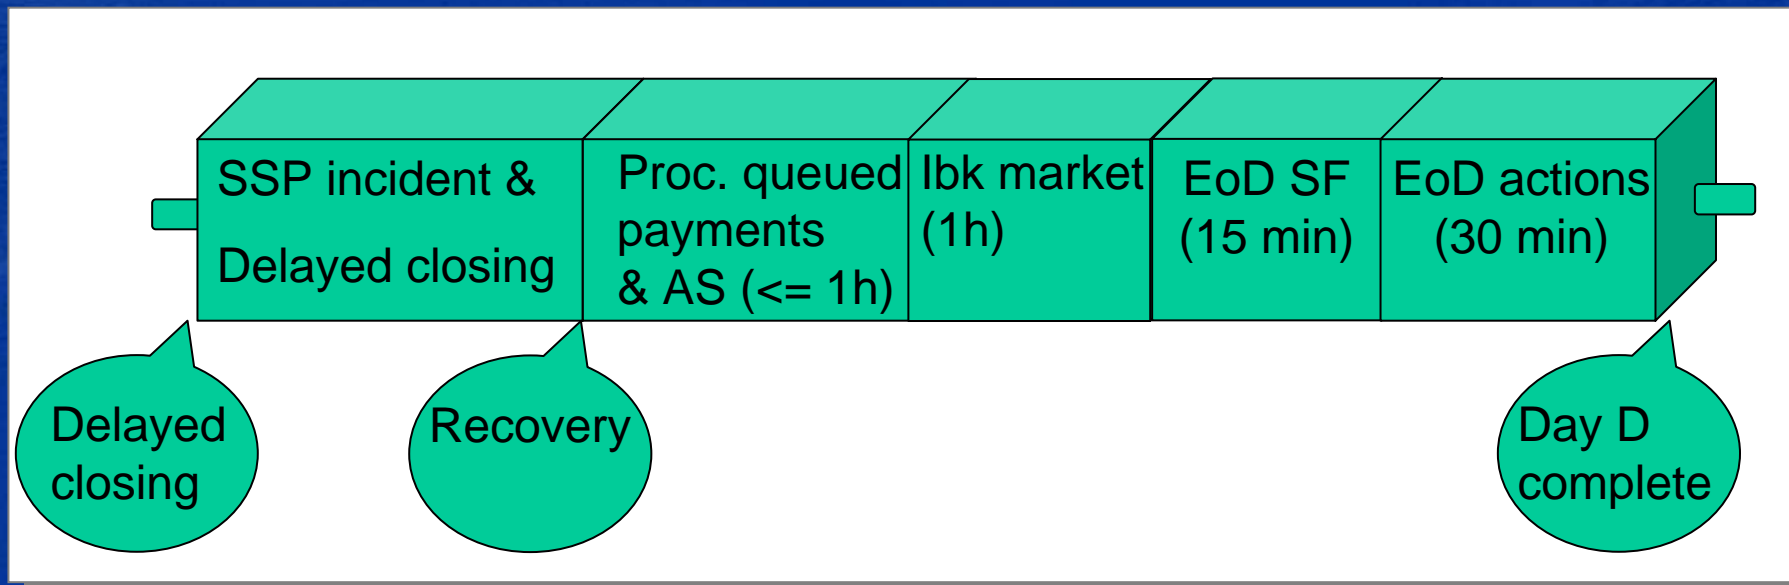 SSP incident &
Delayed closing
Proc. queued
payments
& AS (<= 1h)
Ibk market
(1h)
EoD SF
(15 min)
EoD actions
(30 min)
Delayed
closing
Recovery
Day D
complete